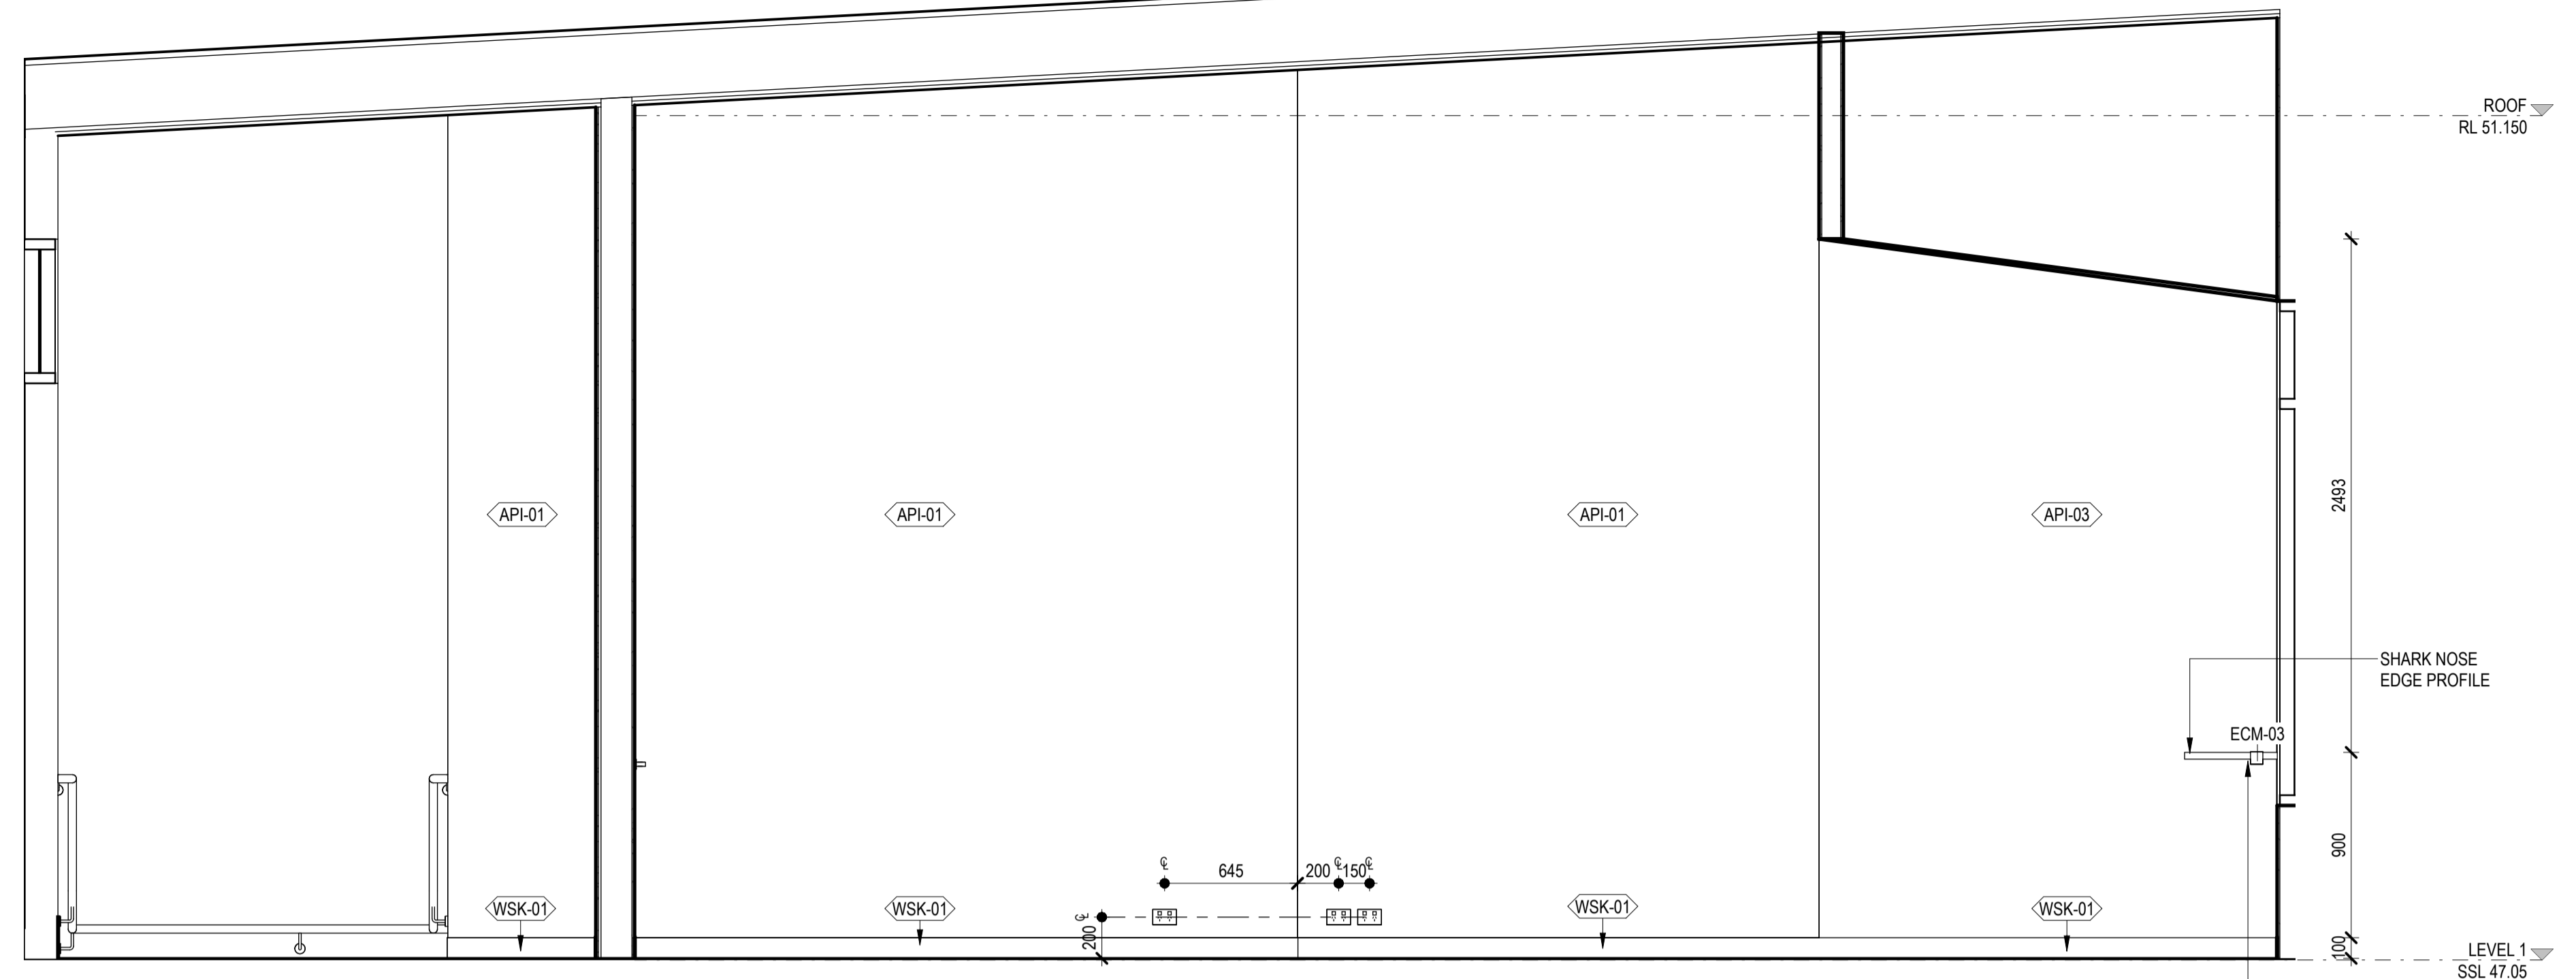 ROOF
RL 51.150
2493
API-01
API-01
API-01
API-03
SHARK NOSE
EDGE PROFILE
ECM-03
900
℄
645
200
℄
150
℄
WSK-01
WSK-01
WSK-01
WSK-01
℄
200
100
LEVEL 1
SSL 47.05